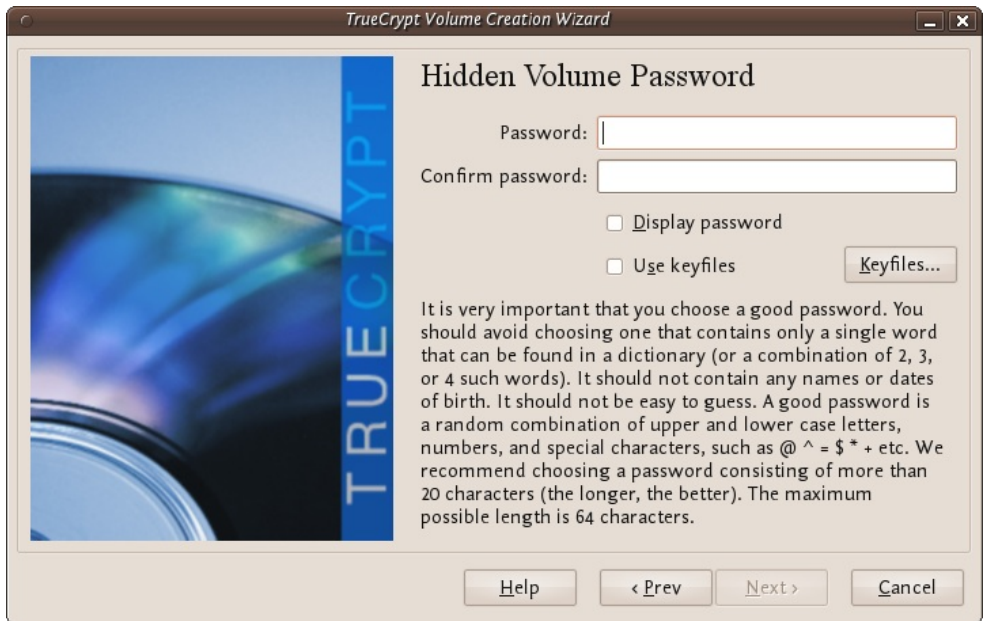 TrueCrypt Volume Creation Wizard
TRUECRYPT
Hidden Volume Password
Password:
Confirm password:
Display password
Use keyfiles
Keyfiles...
It is very important that you choose a good password. You
should avoid choosing one that contains only a single word
that can be found in a dictionary (or a combination of 2, 3,
or 4 such words). It should not contain any names or dates
of birth. It should not be easy to guess. A good password is
a random combination of upper and lower case letters,
numbers, and special characters, such as @ ^ = $ * + etc. We
recommend choosing a password consisting of more than
20 characters (the longer, the better). The maximum
possible length is 64 characters.
Help
< Prev
Next >
Cancel